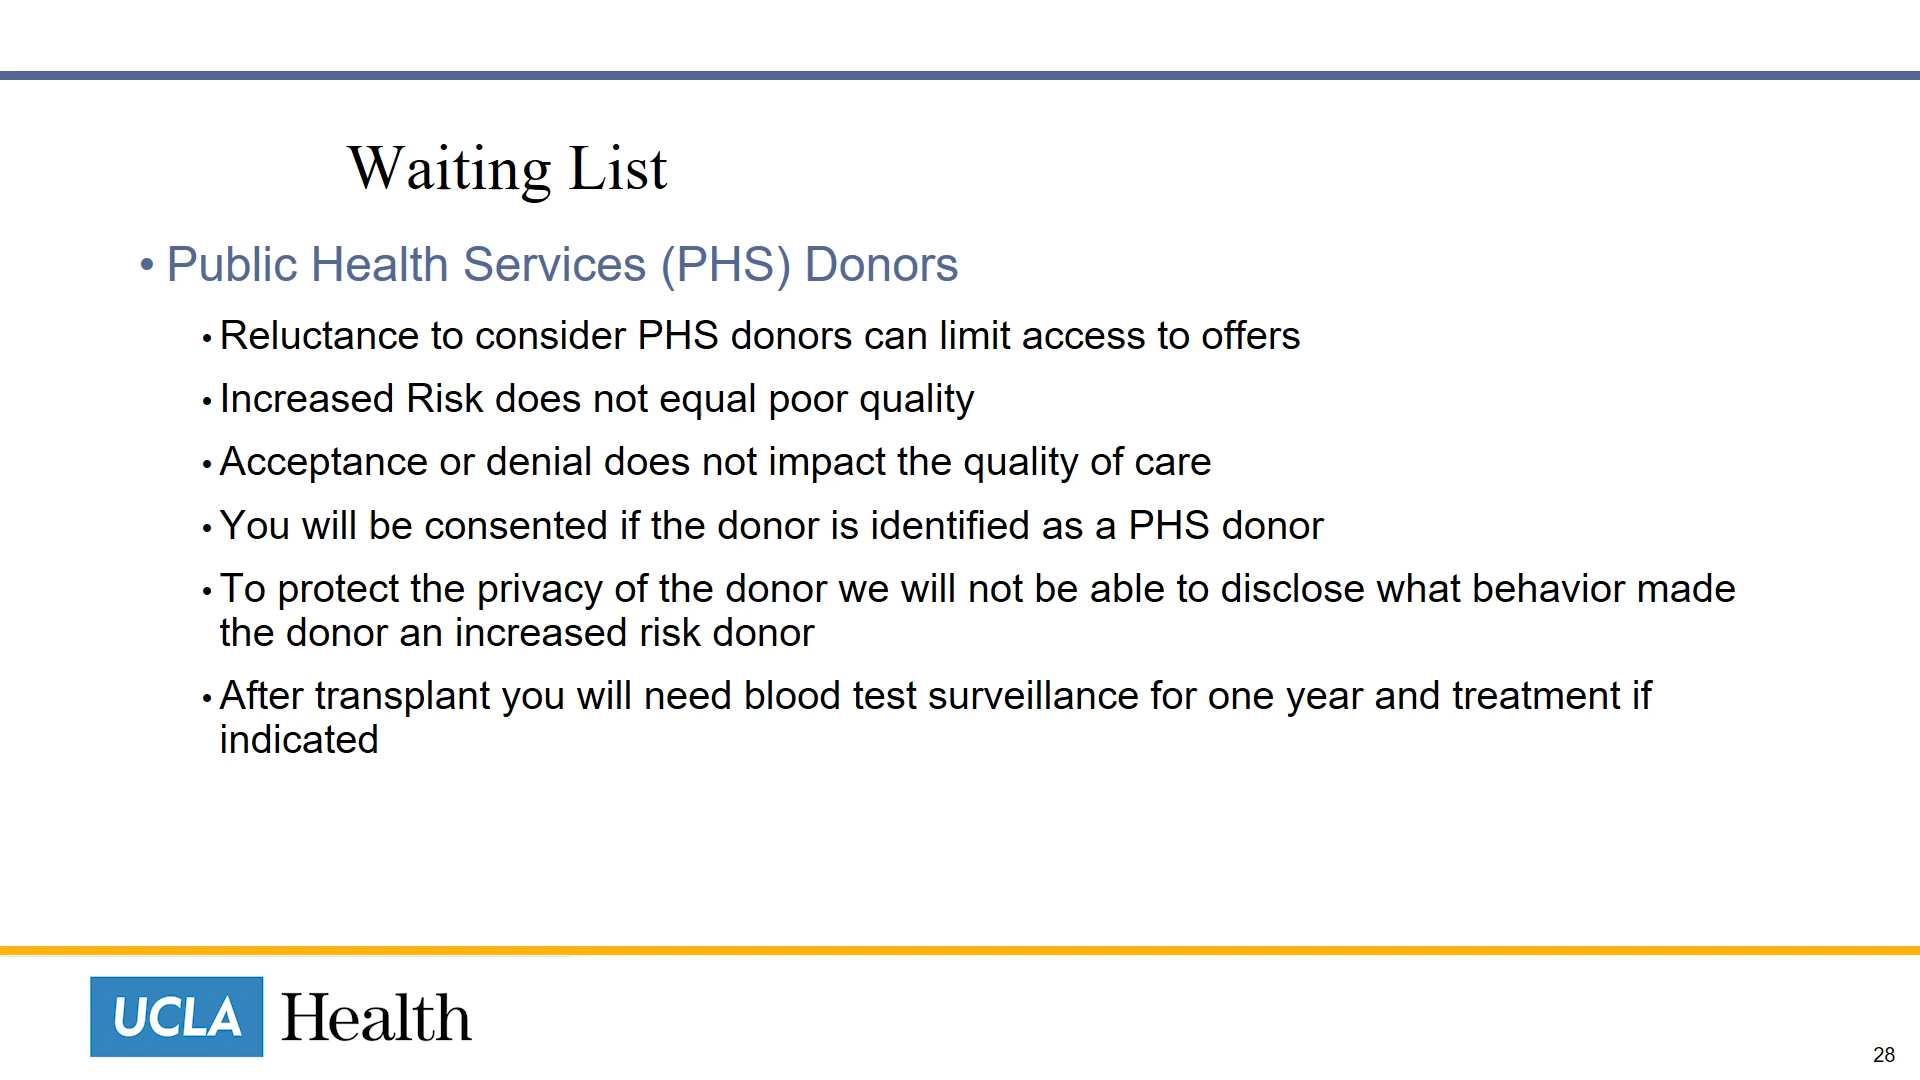 Waiting List
• Public Health Services (PHS) Donors
• Reluctance to consider PHS donors can limit access to offers
• Increased Risk does not equal poor quality
• Acceptance or denial does not impact the quality of care
• You will be consented if the donor is identified as a PHS donor
• To protect the privacy of the donor we will not be able to disclose what behavior made
the donor an increased risk donor
• After transplant you will need blood test surveillance for one year and treatment if
indicated
UCLA Health
28